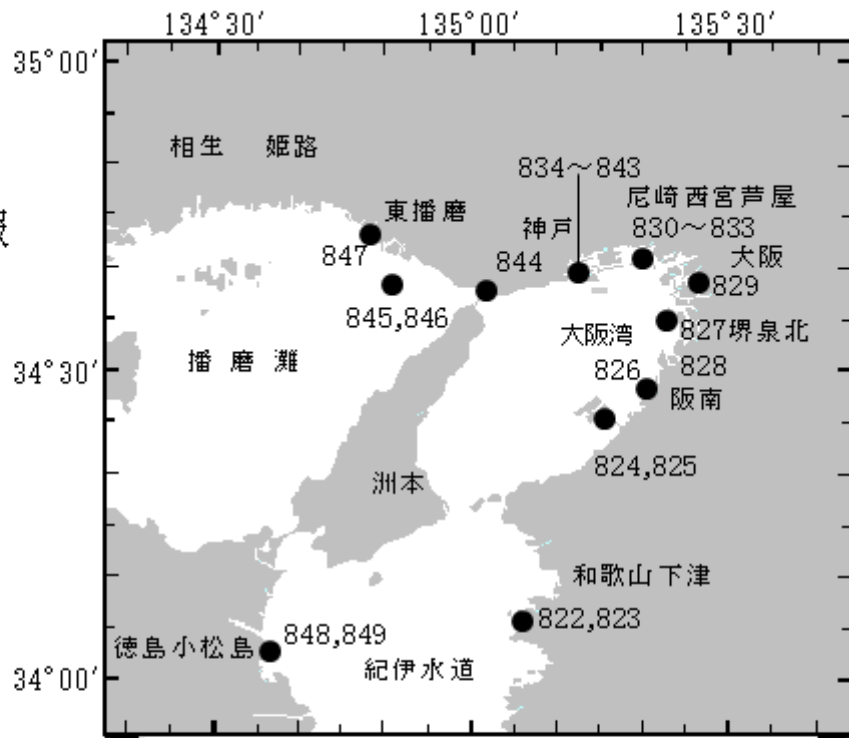 134°30′ 135°00′ 135°30′
35°00′
相生 姫路
834～843
尼崎西宮芦屋
東播磨
神戸
830～833
847
844
大阪
829
845,846
大阪湾
827堺泉北
播磨灘
34°30′
826
828
阪南
824,825
洲本
和歌山下津
822,823
848,849
徳島小松島
紀伊水道
34°00′